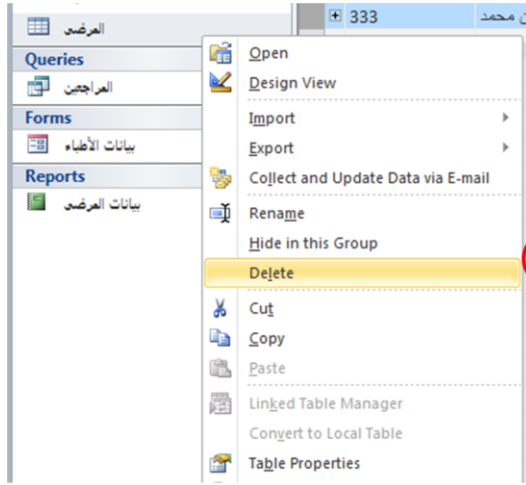 المرضى
333
ن محمد
Queries
المراجعين
Forms
بيانات الأطباء
Reports
بيانات المرضى
Open
Design View
Import
Export
Collect and Update Data via E-mail
Rename
Hide in this Group
Delete
Cut
Copy
Paste
Linked Table Manager
Convert to Local Table
Table Properties